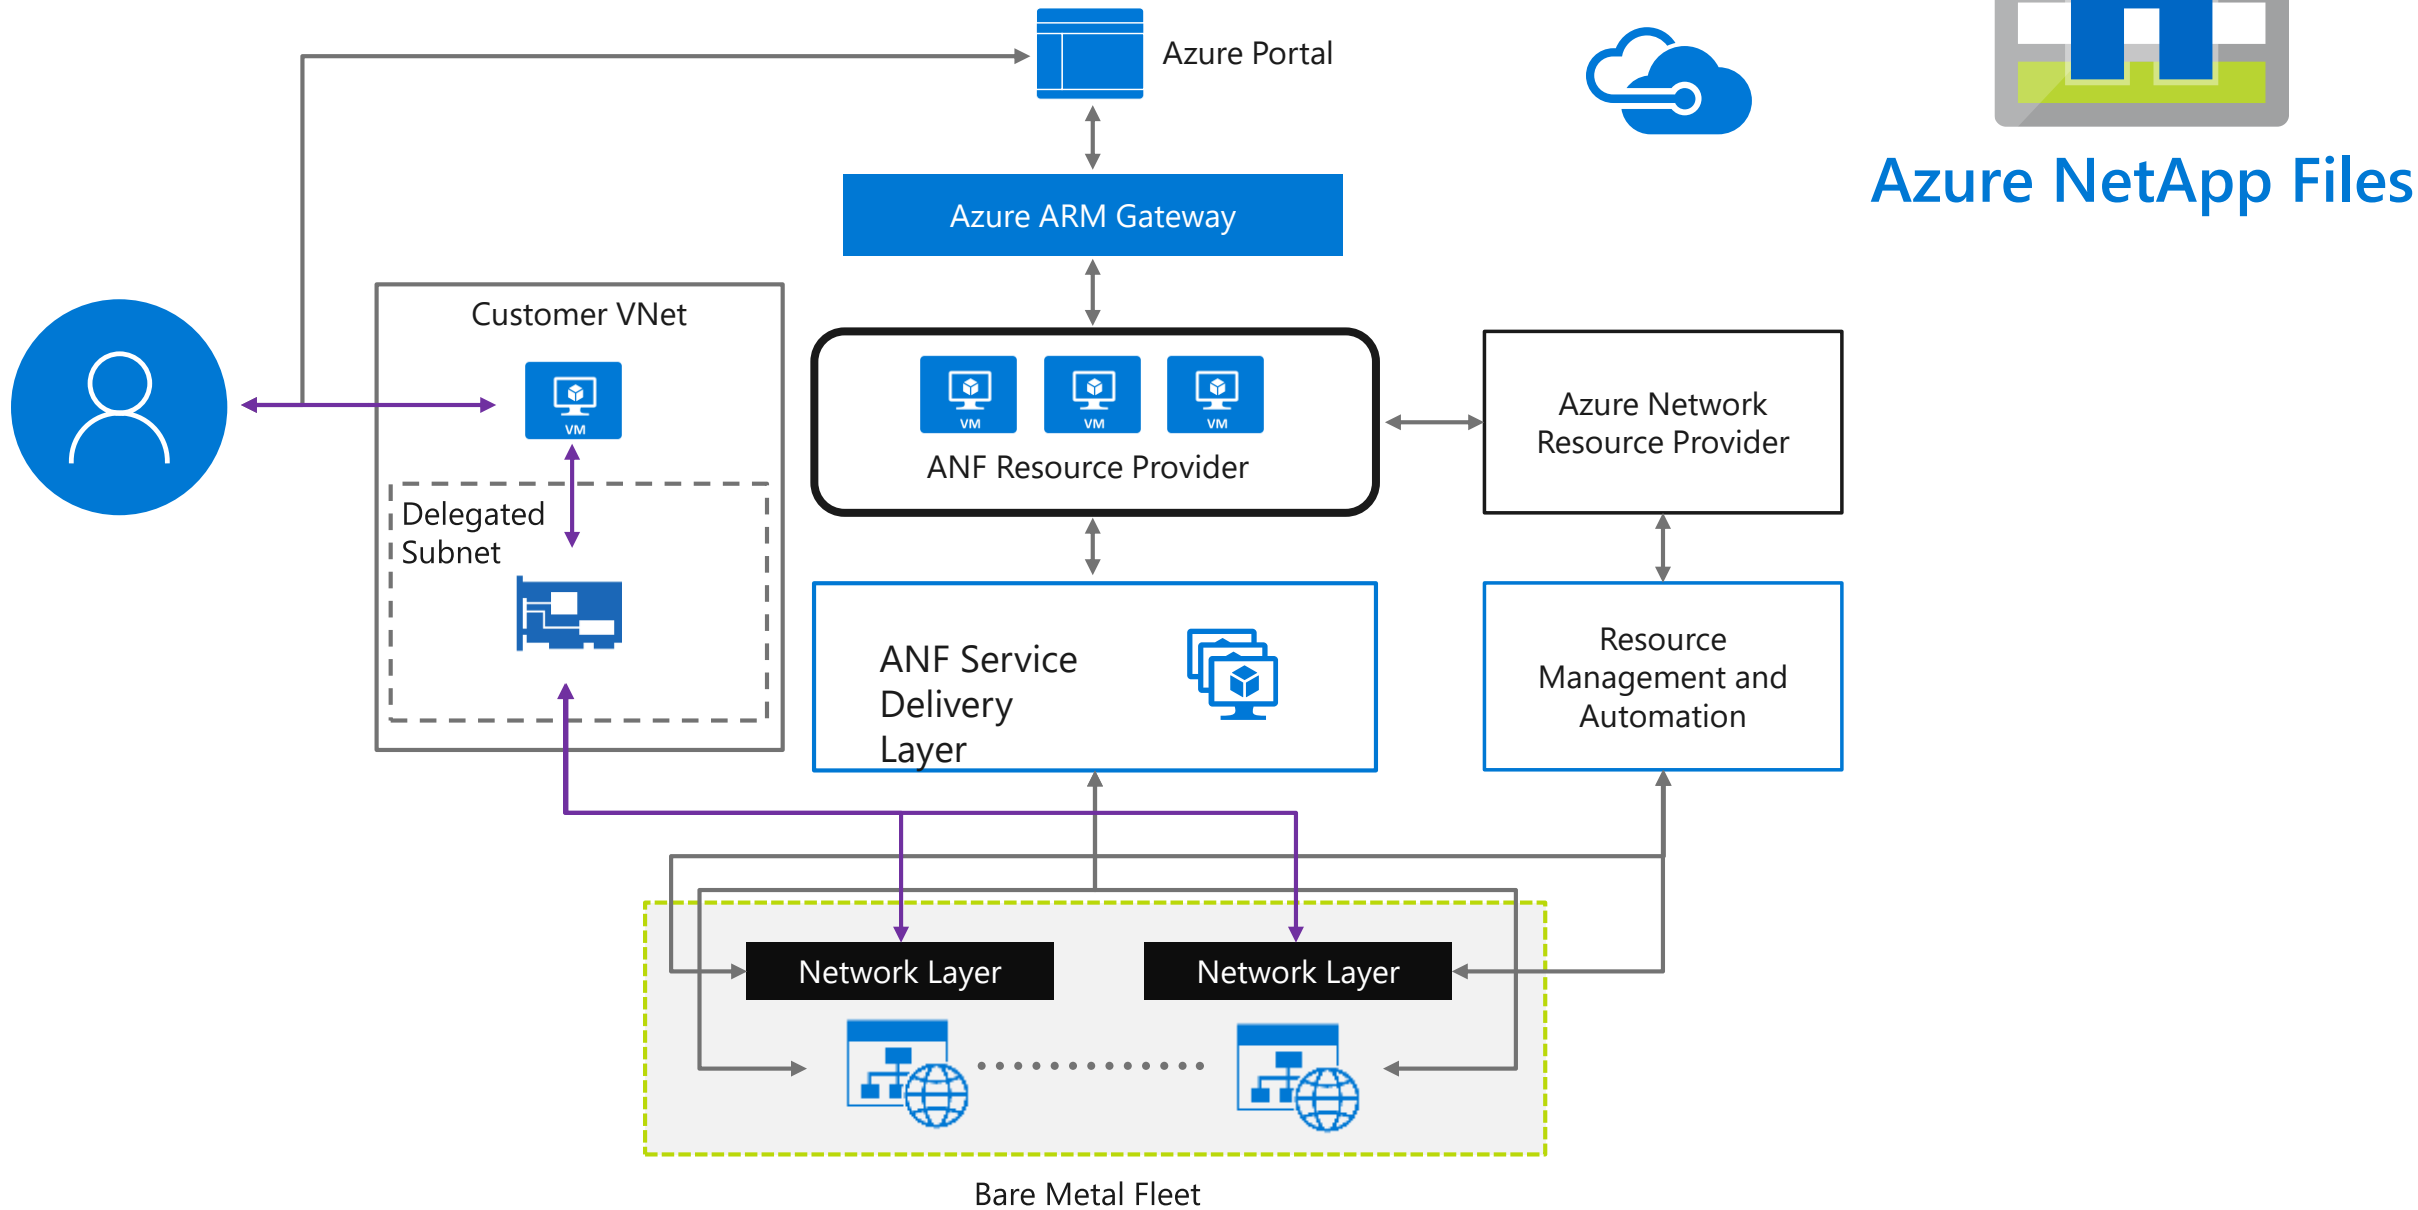 Azure Portal
Azure NetApp Files
Azure ARM Gateway
Customer VNet
VM
VM
VM
VM
ANF Resource Provider
Azure Network
Resource Provider
Delegated
Subnet
ANF Service
Delivery
Layer
Resource
Management and
Automation
Network Layer
Network Layer
Bare Metal Fleet